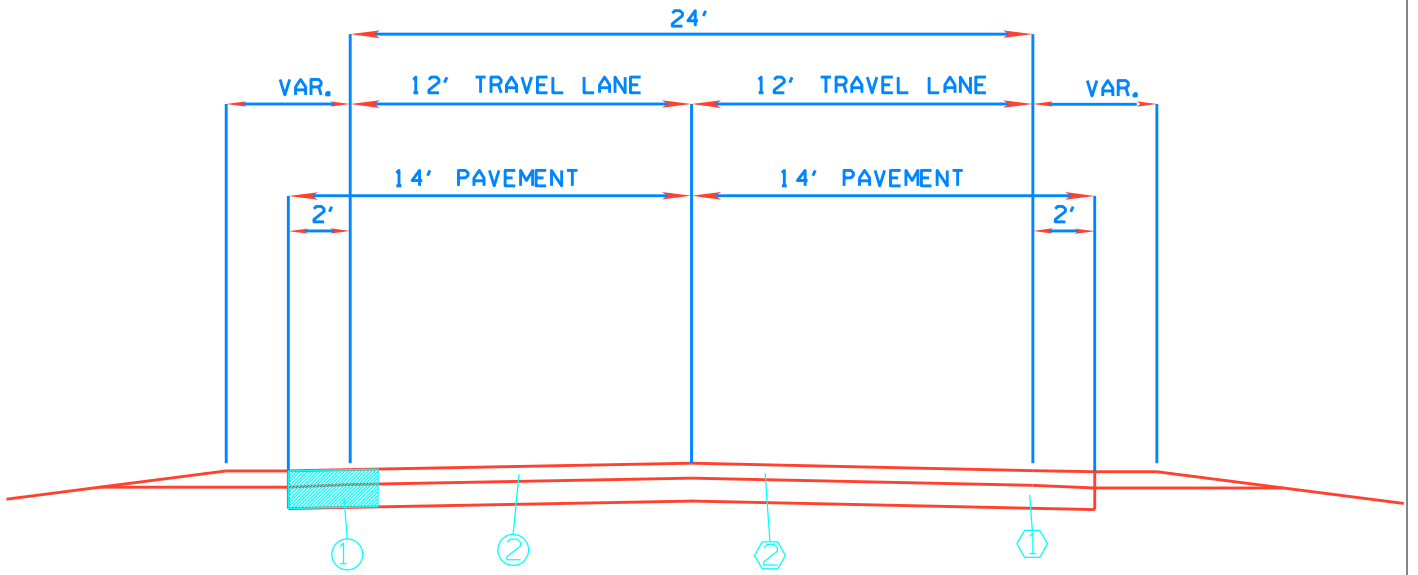 24'
VAR. 12' TRAVEL LANE 12' TRAVEL LANE VAR.
14' PAVEMENT 14' PAVEMENT
2' 2'
1 2 2 1